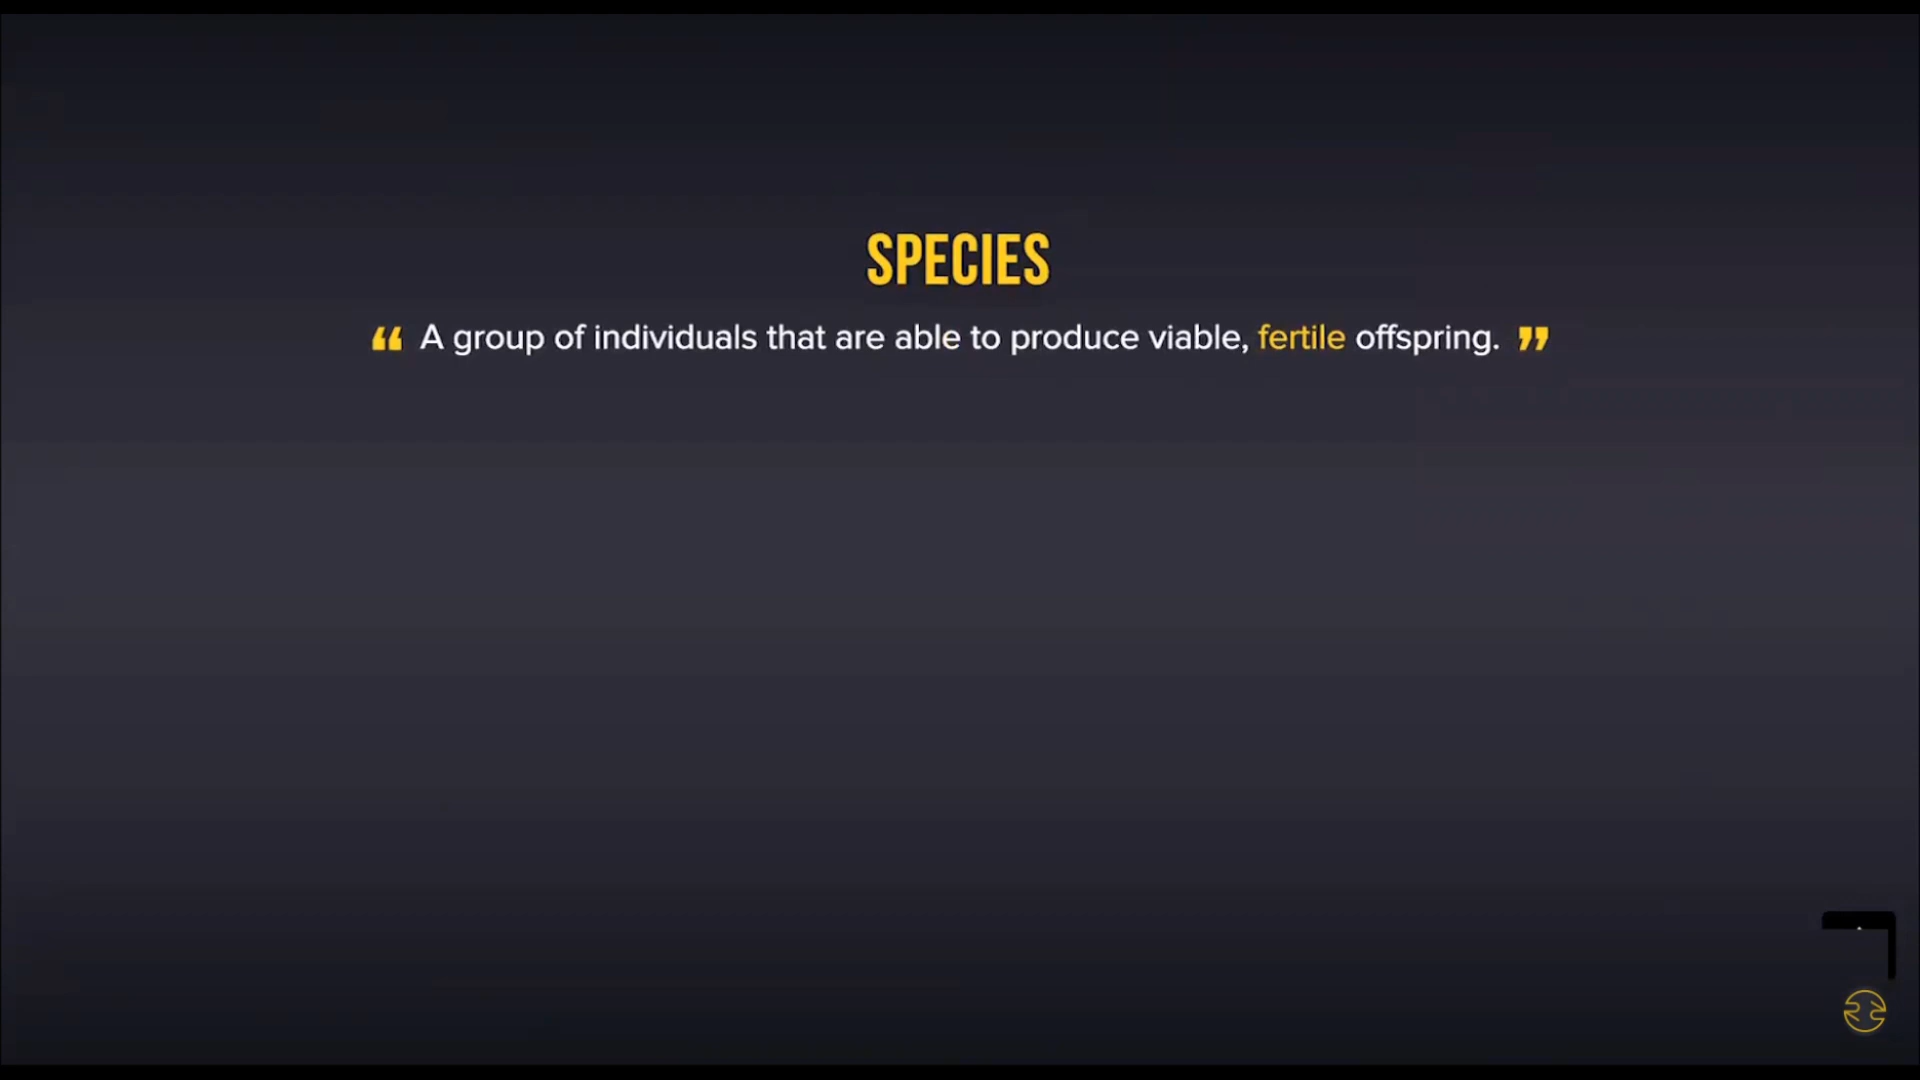 SPECIES
“ A group of individuals that are able to produce viable, fertile offspring. ”